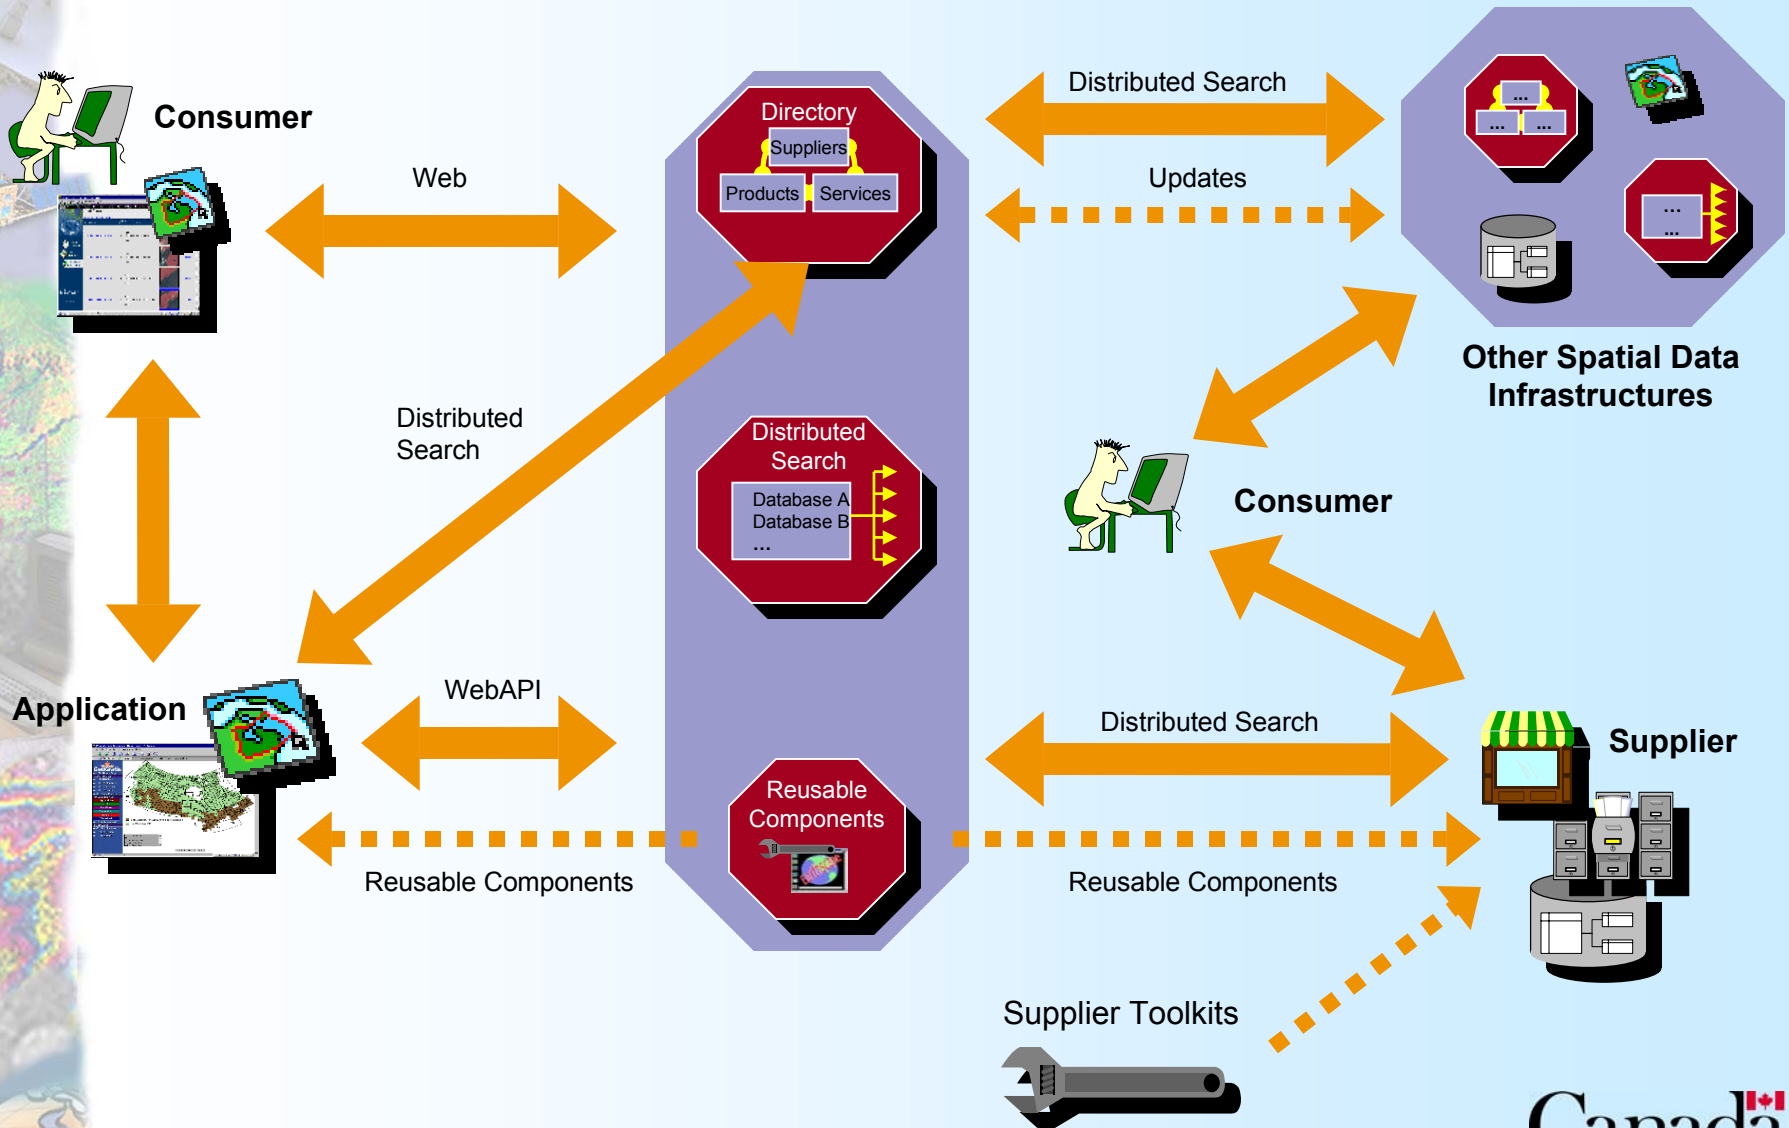 Consumer
Web
Directory
Suppliers
Products
Services
Distributed Search
Updates
Other Spatial Data
Infrastructures
Distributed
Search
Distributed
Search
Database A
Database B
...
Consumer
Application
WebAPI
Reusable Components
Reusable
Components
Distributed Search
Reusable Components
Supplier
Supplier Toolkits
...
...
...
...
...
Canada